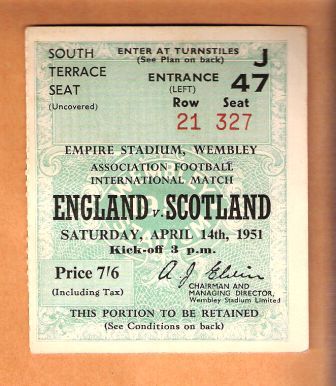 SOUTH TERRACE SEAT
(Uncovered)
ENTER AT TURNSTILES
(See Plan on back)
J
ENTRANCE 47
(LEFT)
Row Seat
21 327
EMPIRE STADIUM, WEMBLEY
ASSOCIATION FOOTBALL
INTERNATIONAL MATCH
ENGLAND v. SCOTLAND
SATURDAY, APRIL 14th, 1951
Kick-off 3 p.m.
Price 7/6
(Including Tax)
A. J. Elvin
CHAIRMAN AND
MANAGING DIRECTOR,
Wembley Stadium Limited
THIS PORTION TO BE RETAINED
(See Conditions on back)